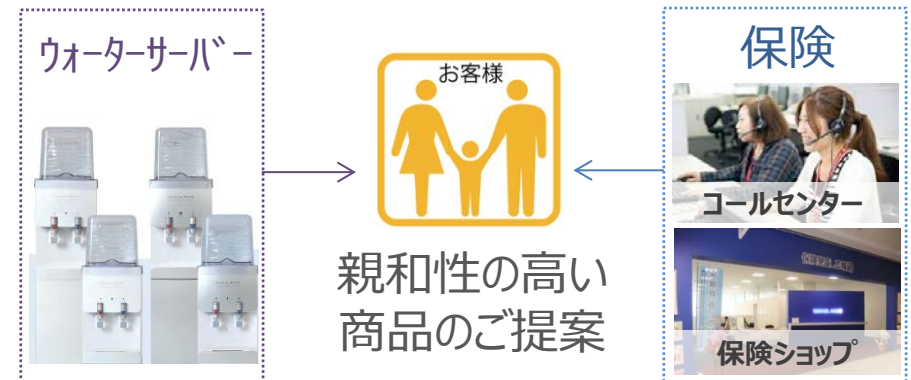 ウォーターサーバー
お客様
親和性の高い
商品のご提案
保険
コールセンター
保険ショップ